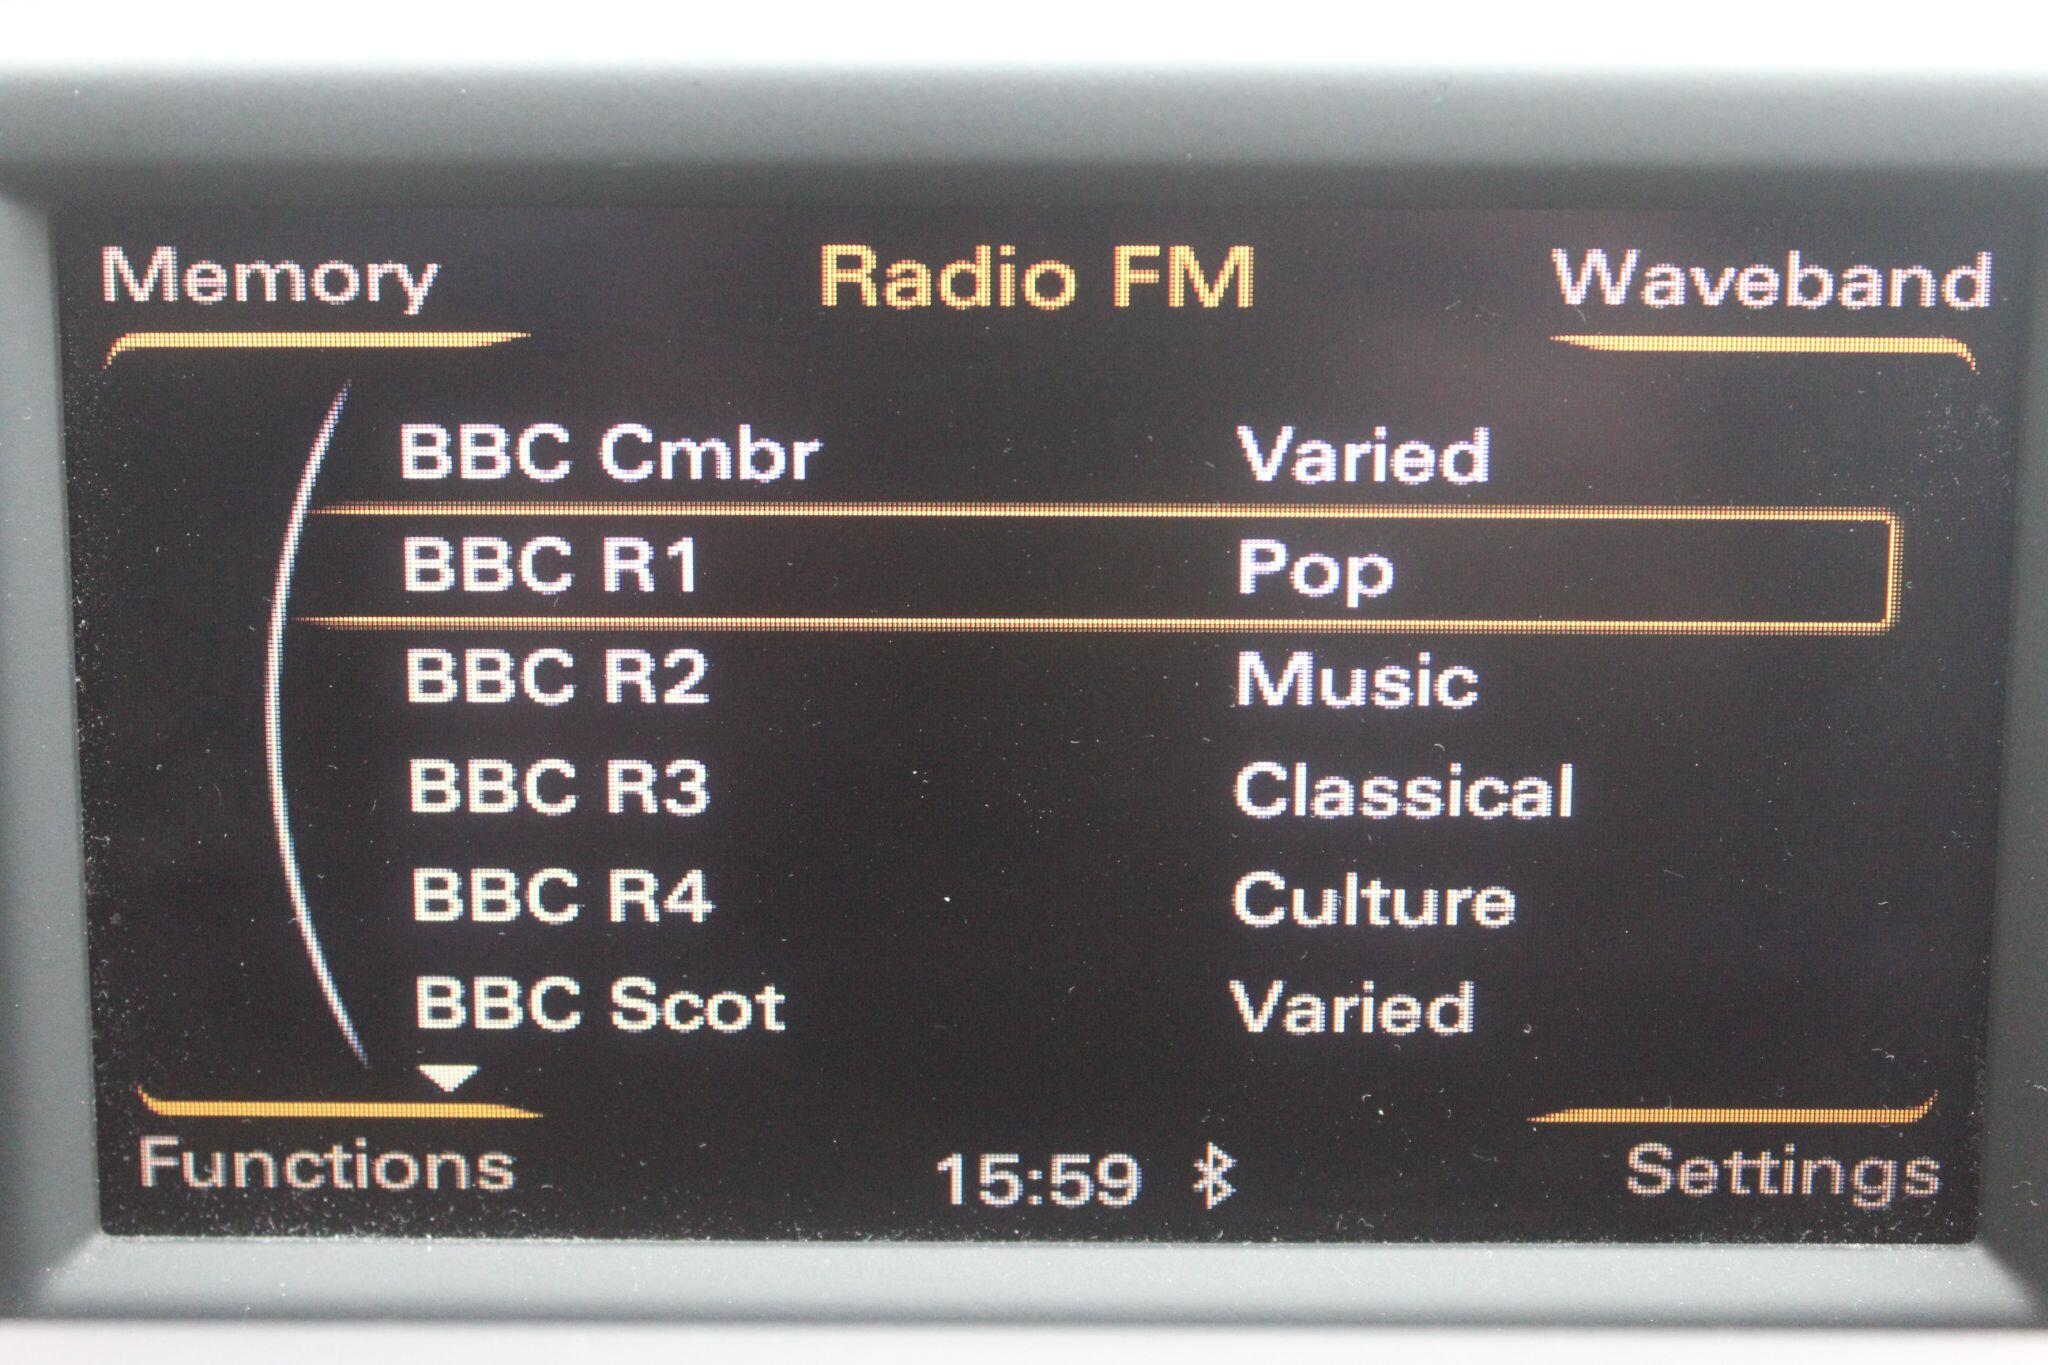 Memory Radio FM Waveband
BBC Cmbr Varied
BBC R1 Pop
BBC R2 Music
BBC R3 Classical
BBC R4 Culture
BBC Scot Varied
Functions 15:59 Settings